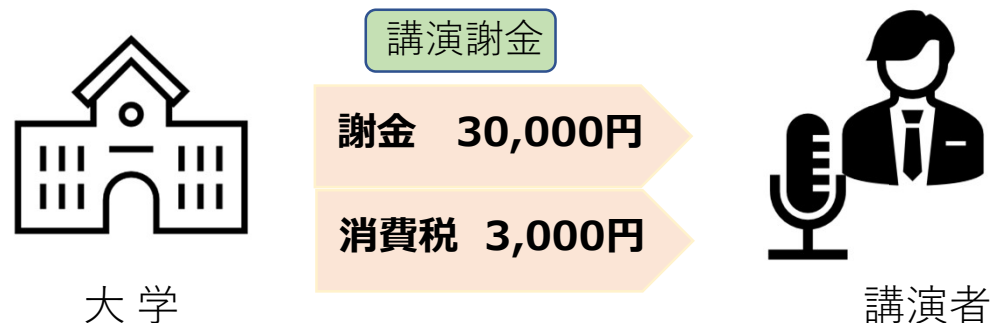 講演謝金
謝金　30,000円
消費税 3,000円
大 学
講演者